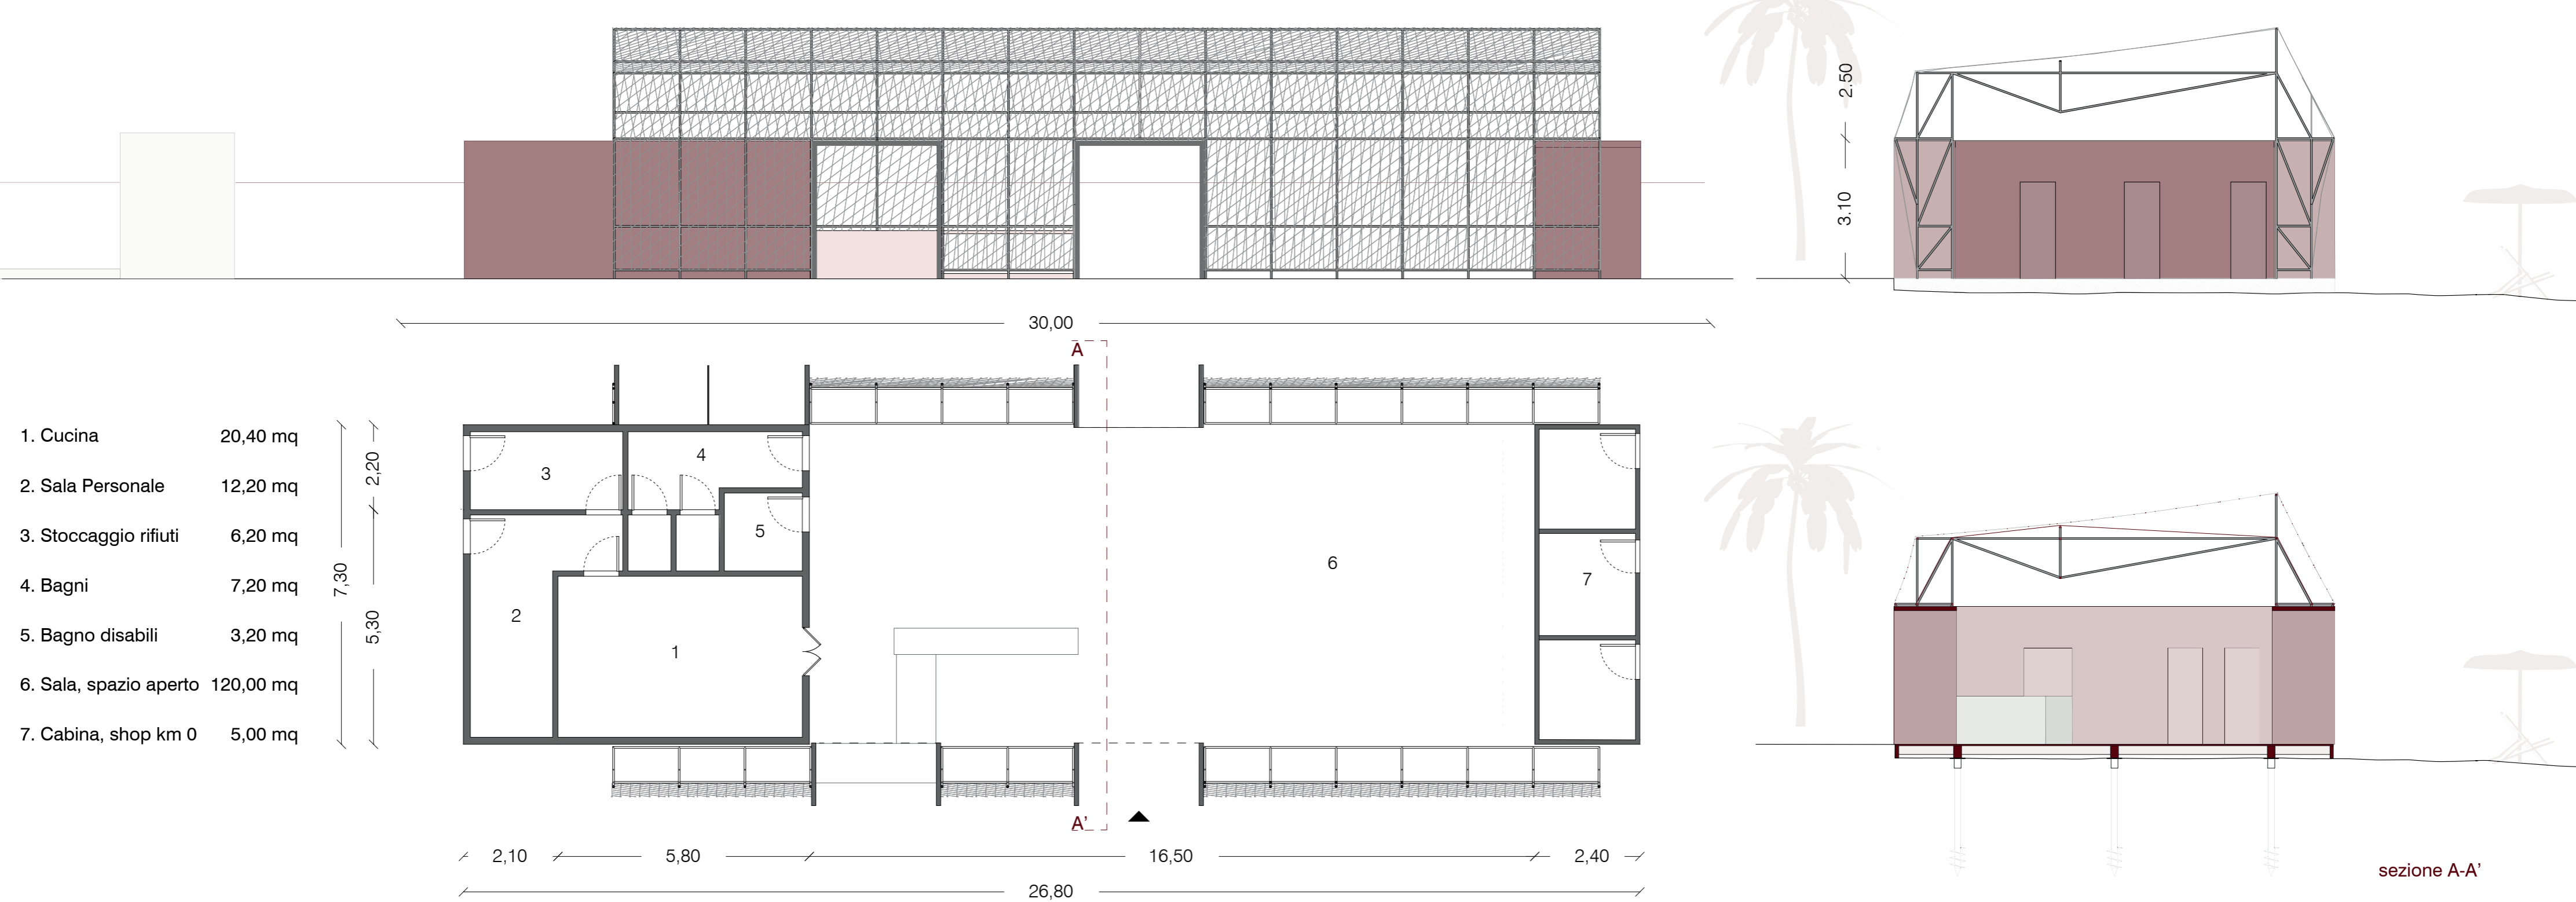 2.50
3.10
30,00
A
1. Cucina 20,40 mq
2. Sala Personale 12,20 mq
3. Stoccaggio rifiuti 6,20 mq
4. Bagni 7,20 mq
5. Bagno disabili 3,20 mq
6. Sala, spazio aperto 120,00 mq
7. Cabina, shop km 0 5,00 mq
7,30
2,20
5,30
3
4
5
6
7
2
1
A'
2,10 5,80 16,50 2,40
26,80
sezione A-A'